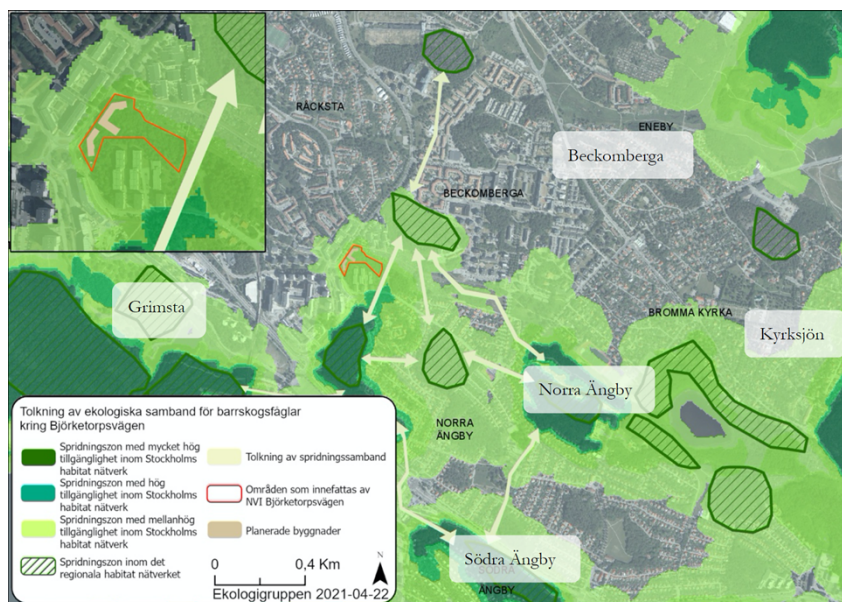 RÄCKSTA
ENEBY
Beckomberga
BECKOMBERGA
Grimsta
BROMMA KYRKA
Kyrksjön
Norra Ängby
NORRA
ÄNGBY
Södra Ängby
ÄNGBY
Tolkning av ekologiska samband för barrskogsfåglar
kring Björketorpsvägen
Spridningszon med mycket hög
tillgänglighet inom Stockholms
habitat nätverk
Spridningszon med hög
tillgänglighet inom Stockholms
habitat nätverk
Spridningszon med mellanhög
tillgänglighet inom Stockholms
habitat nätverk
Spridningszon inom det
regionala habitat nätverket
Tolkning av spridningssamband
Områden som innefattas av
NVI Björketorpsvägen
Planerade byggnader
0 0,4 Km
N
Ekologigruppen 2021-04-22